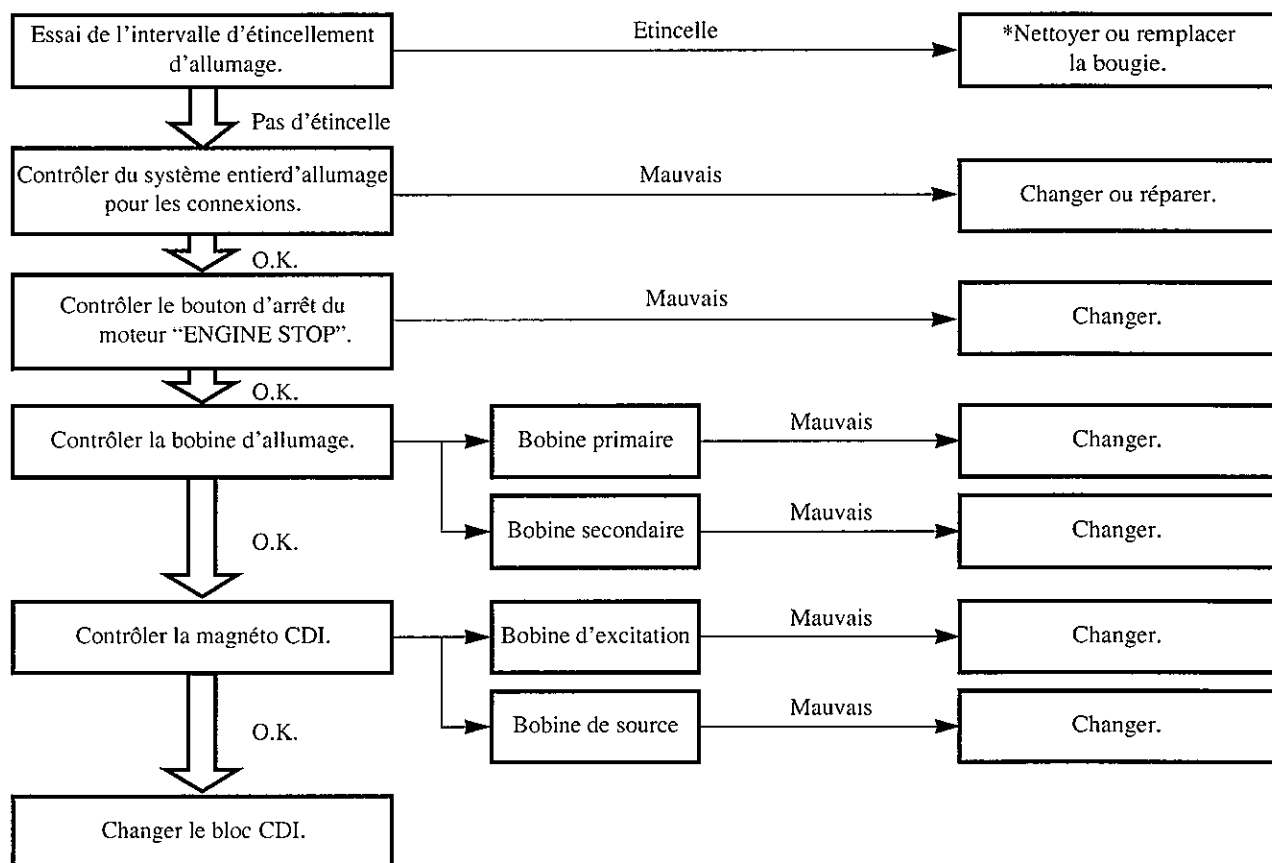 Essai de l'intervalle d'étincellement
d'allumage.
Etincelle
*Nettoyer ou remplacer
la bougie.
Pas d'étincelle
Contrôler du système entierd'allumage
pour les connexions.
Mauvais
Changer ou réparer.
O.K.
Contrôler le bouton d'arrêt du
moteur “ENGINE STOP”.
Mauvais
Changer.
O.K.
Contrôler la bobine d'allumage.
Bobine primaire
Mauvais
Changer.
Bobine secondaire
Mauvais
Changer.
O.K.
Contrôler la magnéto CDI.
Bobine d'excitation
Mauvais
Changer.
Bobine de source
Mauvais
Changer.
O.K.
Changer le bloc CDI.